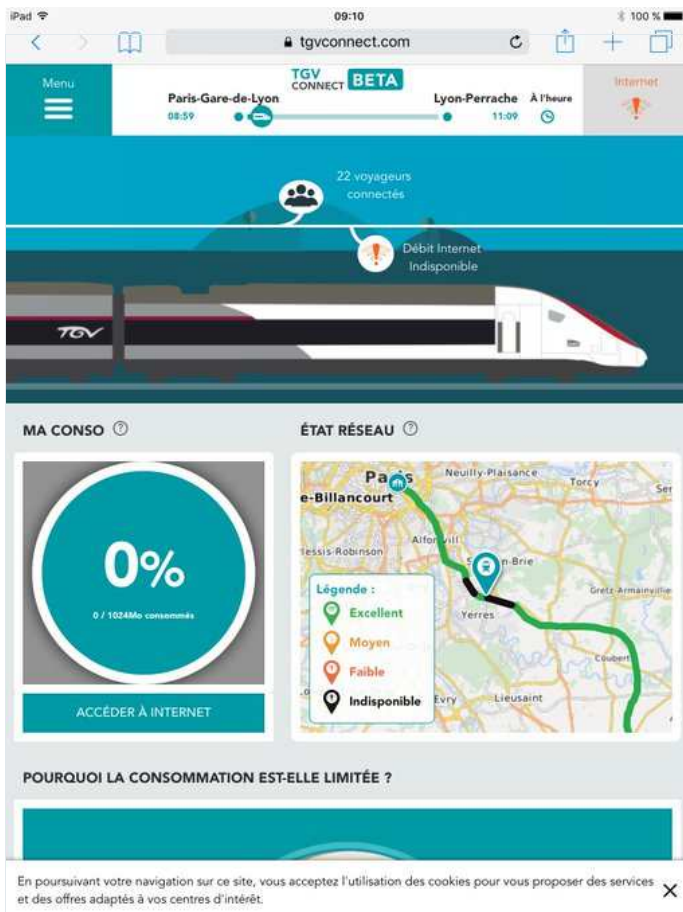 iPad
09:10
100 %
tgvconnect.com
Menu
TGV
CONNECT BETA
Internet
Paris-Gare-de-Lyon
Lyon-Perrache
À l'heure
08:59
11:09
22 voyageurs
connectés
Débit Internet
Indisponible
TGV
MA CONSO ?
ÉTAT RÉSEAU ?
0%
0 / 1024Mo consommés
ACCÉDER À INTERNET
Paris
Neuilly-Plaisance
Torcy
e-Billancourt
Ser
lessis-Robinson
Gretz-Armainvillie
Yerres
Coubert
Evry
Lieusaint
Légende :
Excellent
Moyen
Faible
Indisponible
POURQUOI LA CONSOMMATION EST-ELLE LIMITÉE ?
En poursuivant votre navigation sur ce site, vous acceptez l'utilisation des cookies pour vous proposer des services
et des offres adaptés à vos centres d'intérêt.